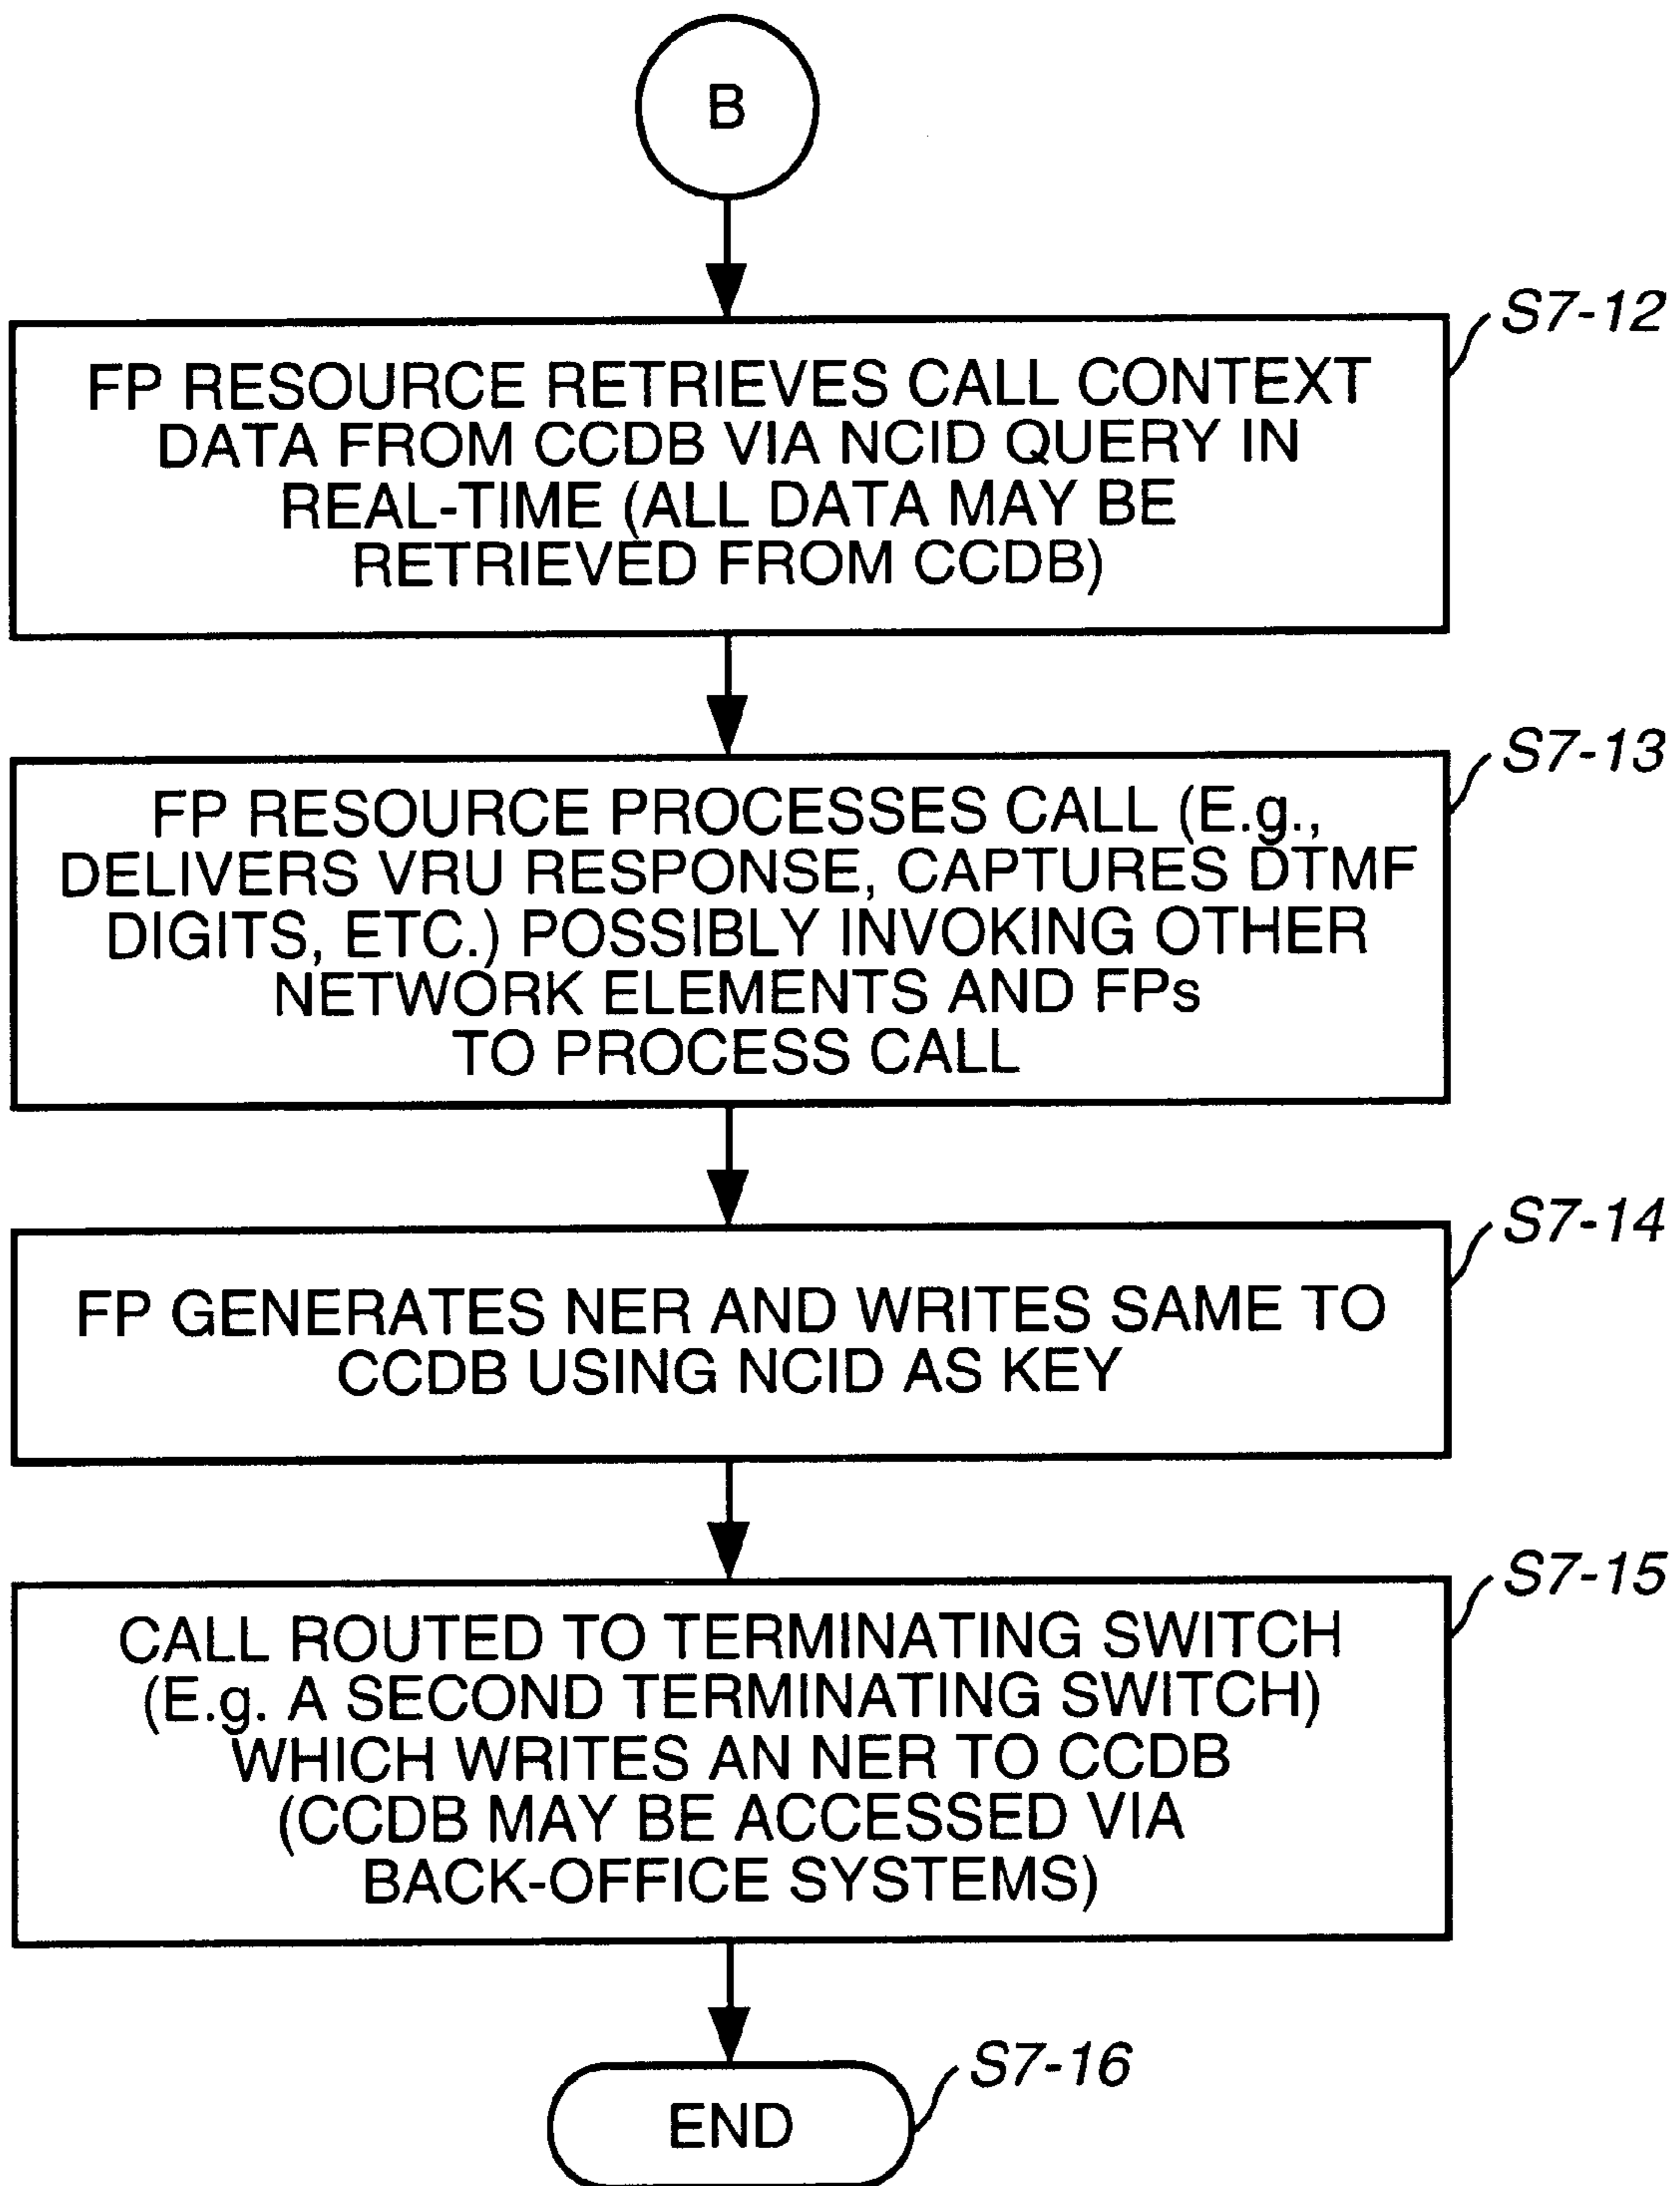 B
S7-12
FP RESOURCE RETRIEVES CALL CONTEXT
DATA FROM CCDB VIA NCID QUERY IN
REAL-TIME (ALL DATA MAY BE
RETRIEVED FROM CCDB)
S7-13
FP RESOURCE PROCESSES CALL (E.g.,
DELIVERS VRU RESPONSE, CAPTURES DTMF
DIGITS, ETC.) POSSIBLY INVOKING OTHER
NETWORK ELEMENTS AND FPs
TO PROCESS CALL
S7-14
FP GENERATES NER AND WRITES SAME TO
CCDB USING NCID AS KEY
S7-15
CALL ROUTED TO TERMINATING SWITCH
(E.g. A SECOND TERMINATING SWITCH)
WHICH WRITES AN NER TO CCDB
(CCDB MAY BE ACCESSED VIA
BACK-OFFICE SYSTEMS)
S7-16
END